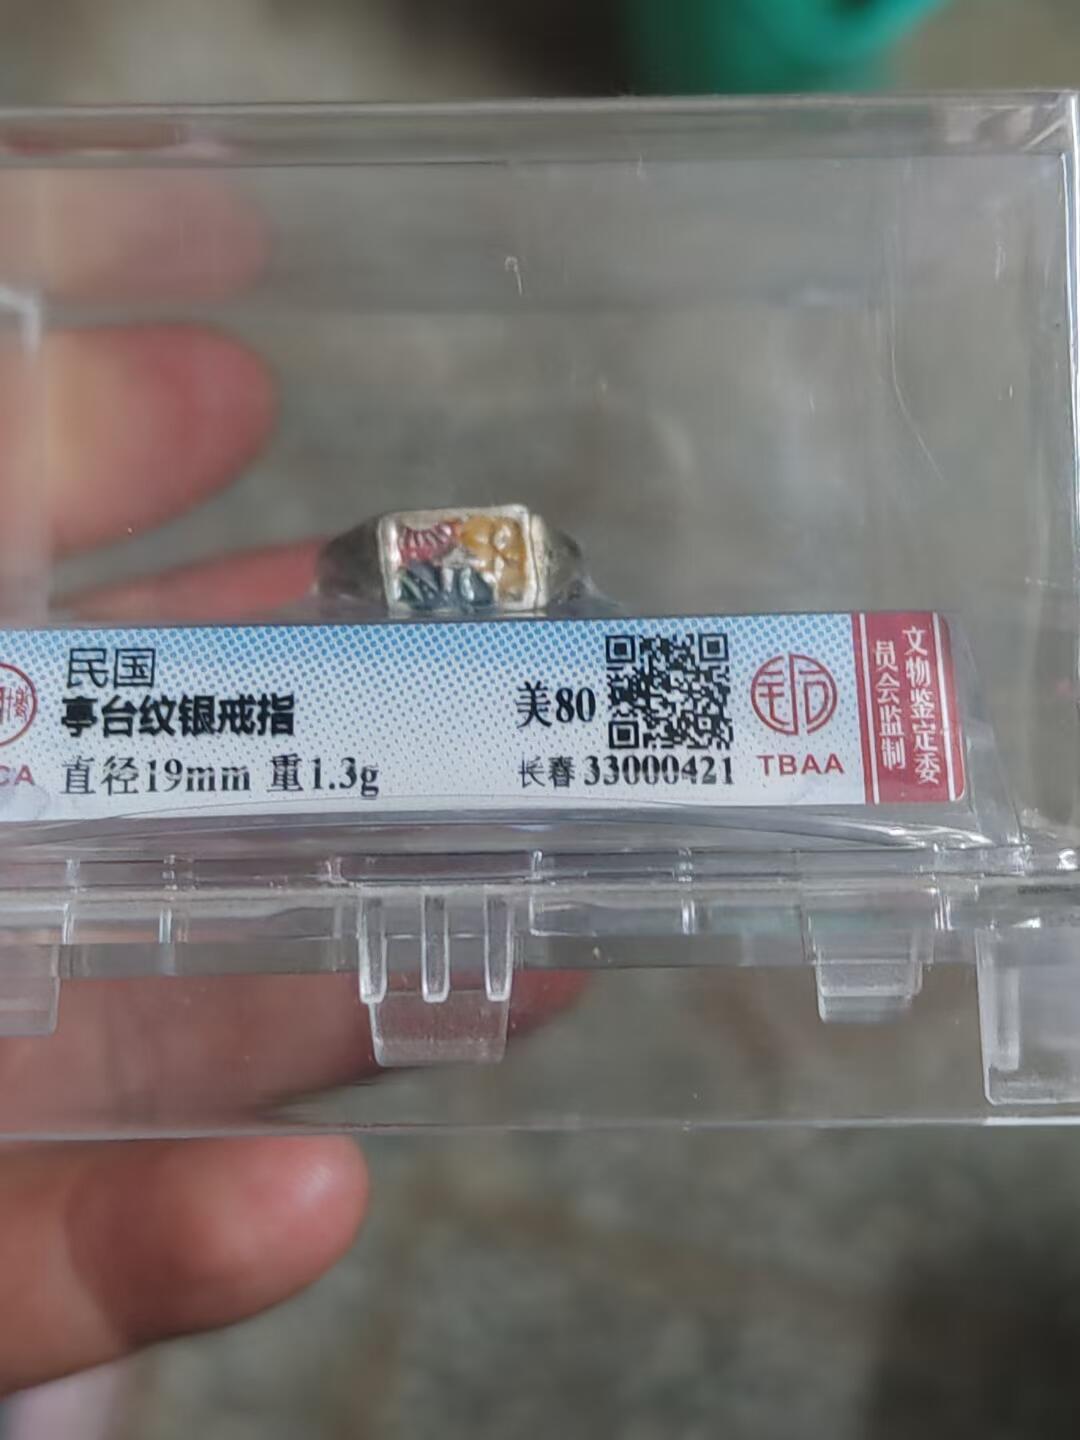 民国
亭台纹银戒指
美80
直径19mm 重1.3g
长春 33000421
CA
TBAA
文物鉴定委
员会监制